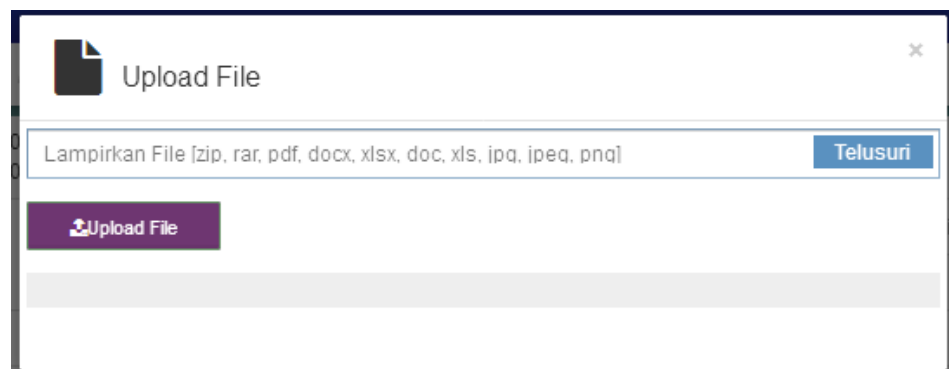 Upload File
×
Lampirkan File [zip, rar, pdf, docx, xlsx, doc, xls, jpg, jpeg, png]
Telusuri
Upload File